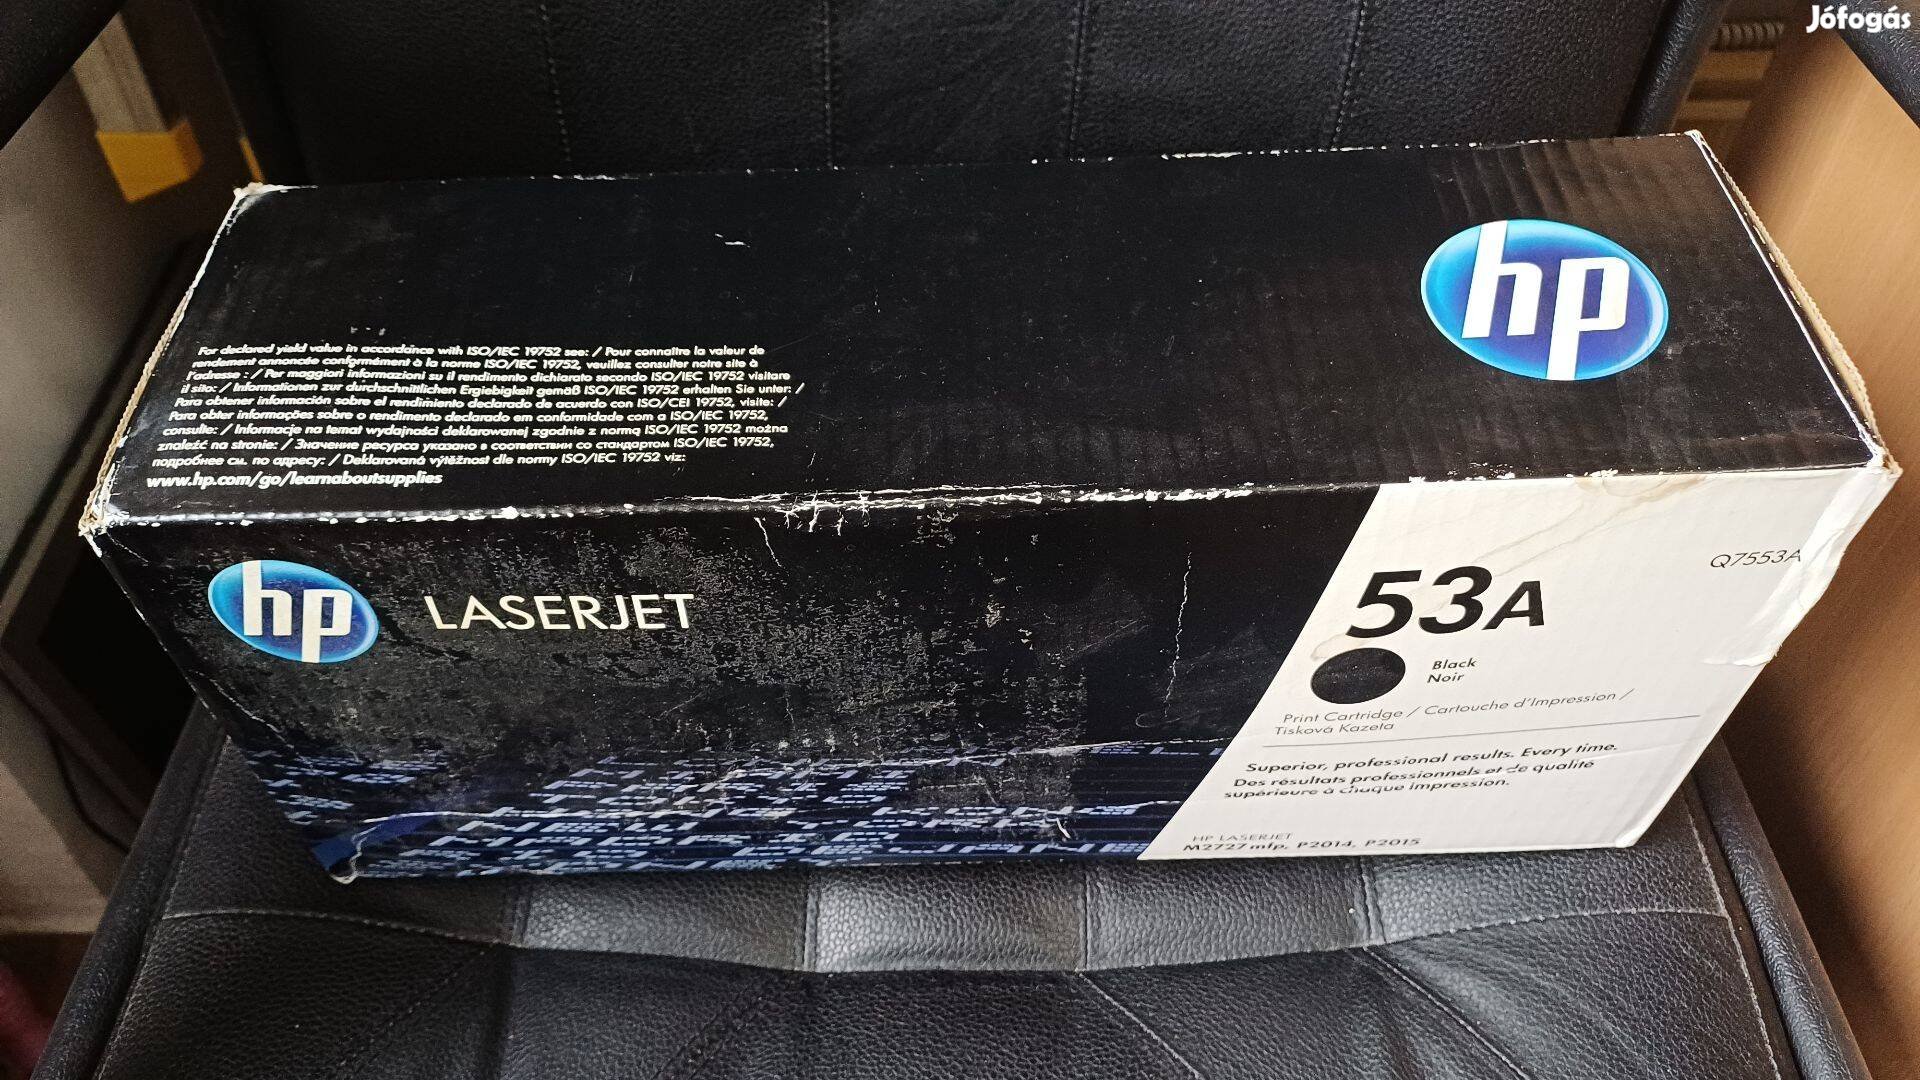 Jófogás
hp
For declared yield value in accordance with ISO/IEC 19752 see: / Pour connaître la valeur de
rendement annoncée conformément à la norme ISO/IEC 19752, veuillez consulter notre site à
l'adresse : / Per maggiori informazioni su il rendimento dichiarato secondo ISO/IEC 19752 visitare
il sito: / Informationen zur durchschnittlichen Ergiebigkeit gemäß ISO/IEC 19752 erhalten Sie unter: /
Para obtener información sobre el rendimiento declarado de acuerdo con ISO/CEI 19752, visite: /
Para obter informações sobre o rendimento declarado em conformidade com a ISO/IEC 19752,
consulte: / Informacje na temat wydajności deklarowanej zgodnie z normą ISO/IEC 19752 można
znaleźć na stronie: / Значение ресурса указано в соответствии со стандартом ISO/IEC 19752,
подробнее см. по адресу: / Deklarovaná výtěžnost dle normy ISO/IEC 19752 viz:
www.hp.com/go/learnaboutsupplies
hp LASERJET
Q7553A
53A
Black
Noir
Print Cartridge / Cartouche d'Impression /
Tisková Kazeta
Superior, professional results. Every time.
Des résultats professionnels et de qualité
supérieure à chaque impression.
HP LASERJET
M2727 mfp, P2014, P2015